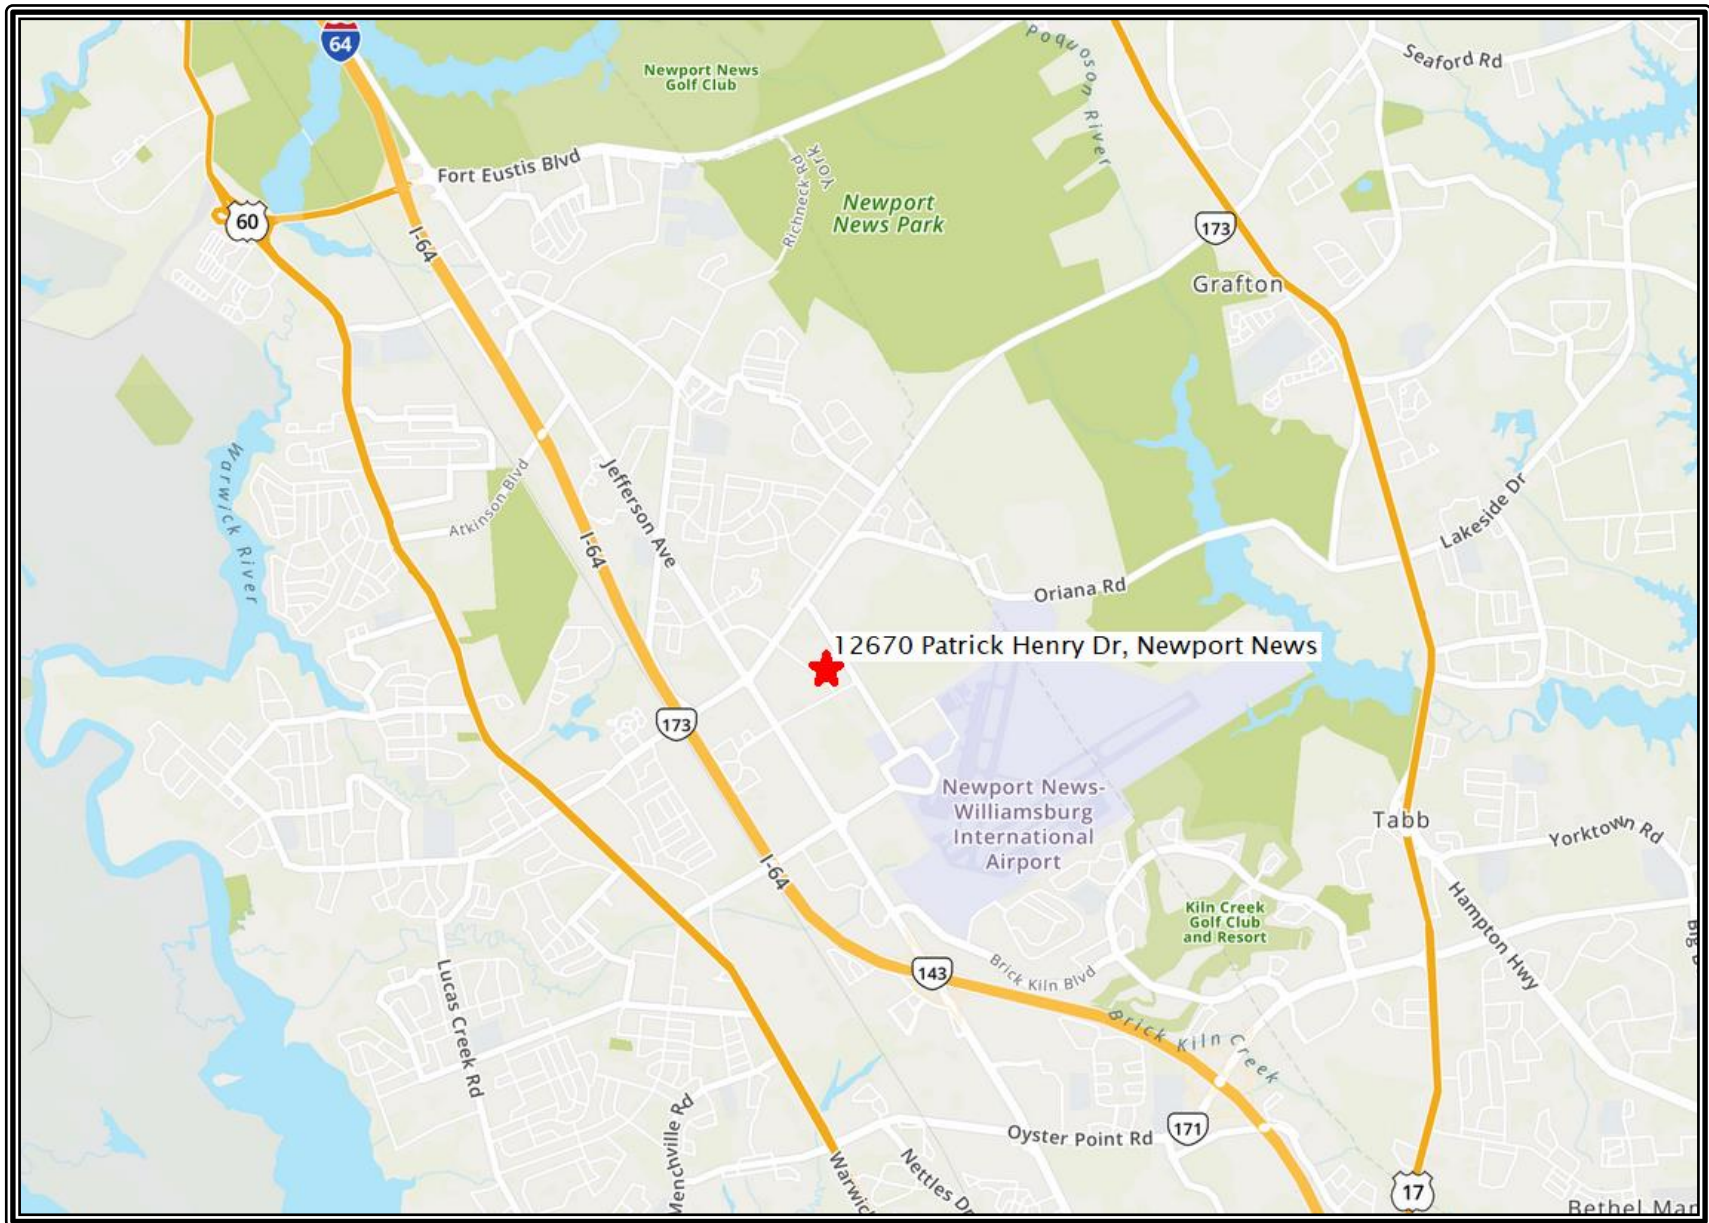 64
Newport News
Golf Club
Poquoson River
Seaford Rd
Fort Eustis Blvd
Richneck Rd
York
Newport
News Park
60
I-64
173
Grafton
Warwick River
Atkinson Blvd
Jefferson Ave
I-64
Lakeside Dr
Oriana Rd
12670 Patrick Henry Dr, Newport News
173
Newport News-
Williamsburg
International
Airport
Tabb
Yorktown Rd
I-64
Kiln Creek
Golf Club
and Resort
Hampton Hwy
Big
Lucas Creek Rd
143
Brick Kiln Blvd
Brick Kiln Creek
Menchville Rd
Oyster Point Rd
171
Warwic
Nettles Dr
17
Bethel Man